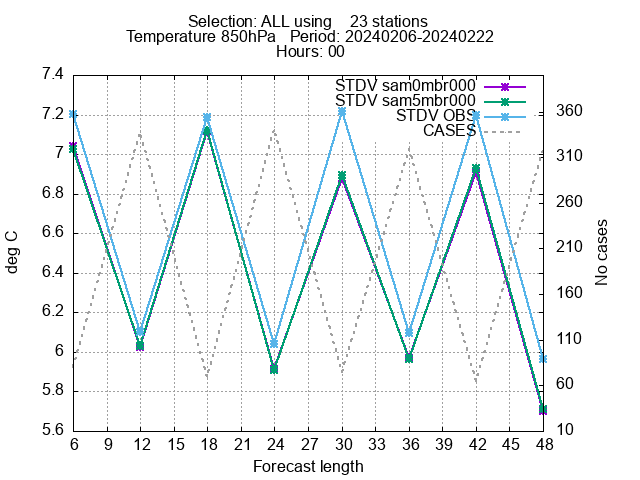 Selection: ALL using 23 stations
Temperature 850hPa Period: 20240206-20240222
Hours: 00
STDV sam0mbr000
STDV sam5mbr000
STDV OBS
CASES
7.4
7.2
7
6.8
6.6
6.4
6.2
6
5.8
5.6
deg C
360
310
260
210
160
110
60
10
No cases
6 9 12 15 18 21 24 27 30 33 36 39 42 45 48
Forecast length